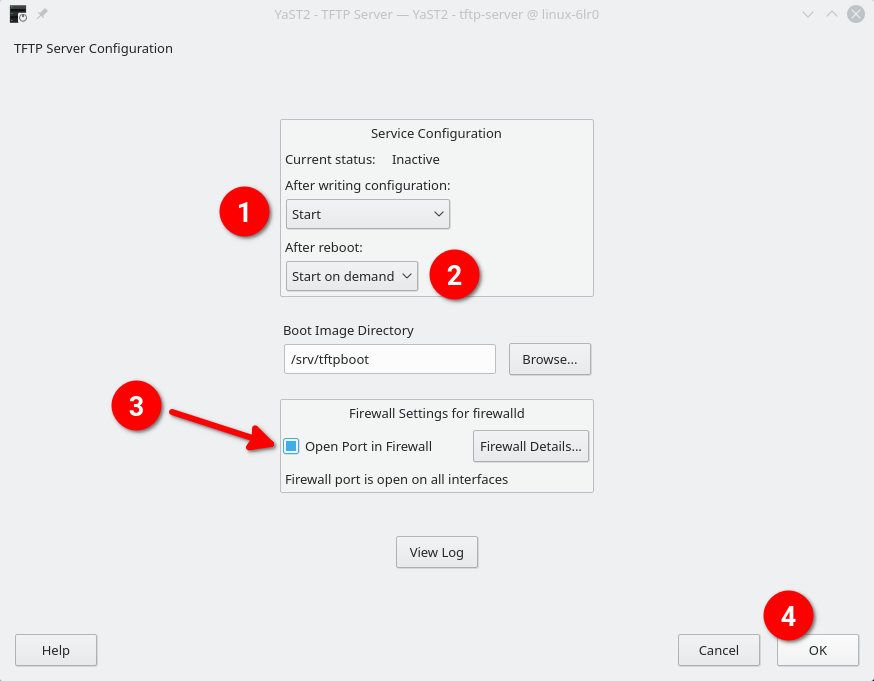 YaST2 - TFTP Server — YaST2 - tftp-server @ linux-6lr0
TFTP Server Configuration
Service Configuration
Current status: Inactive
After writing configuration:
1
Start
After reboot:
Start on demand
2
Boot Image Directory
/srv/tftpboot
Browse...
3
Firewall Settings for firewalld
Open Port in Firewall
Firewall Details...
Firewall port is open on all interfaces
View Log
4
Help
Cancel
OK